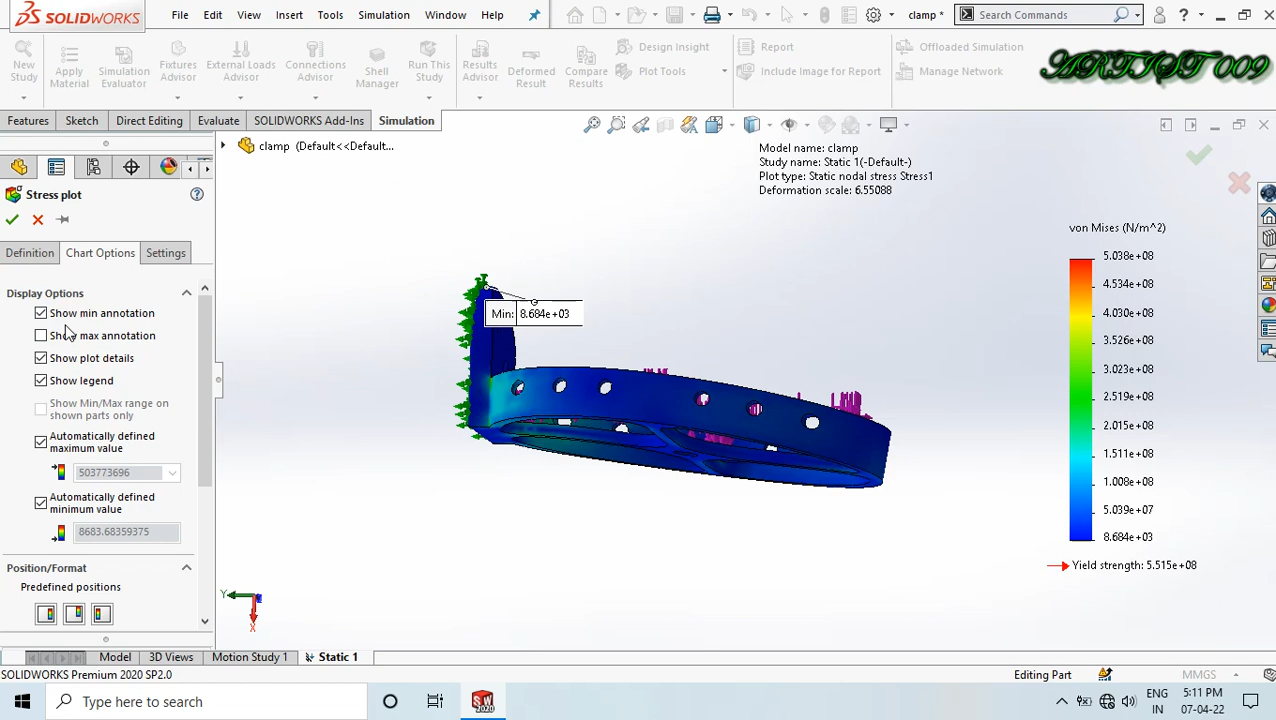 SOLIDWORKS
File Edit View Insert Tools Simulation Window Help
clamp *
Search Commands
New Study
Apply Material
Simulation Evaluator
Fixtures Advisor
External Loads Advisor
Connections Advisor
Shell Manager
Run This Study
Results Advisor
Deformed Result
Compare Results
Design Insight
Plot Tools
Report
Include Image for Report
Offloaded Simulation
Manage Network
ARTIST 009
Features Sketch Direct Editing Evaluate SOLIDWORKS Add-Ins Simulation
clamp (Default<<Default...
Model name: clamp
Study name: Static 1(-Default-)
Plot type: Static nodal stress Stress1
Deformation scale: 6.55088
Stress plot
Definition Chart Options Settings
Display Options
Show min annotation
Show max annotation
Show plot details
Show legend
Show Min/Max range on
shown parts only
Automatically defined
maximum value
503773696
Automatically defined
minimum value
8683.68359375
Position/Format
Predefined positions
Min: 8.684e+03
von Mises (N/m^2)
5.038e+08
4.534e+08
4.030e+08
3.527e+08
3.023e+08
2.519e+08
2.015e+08
1.511e+08
1.008e+08
5.039e+07
8.684e+03
Yield strength: 5.515e+08
Y
X
Model 3D Views Motion Study 1 Static 1
SOLIDWORKS Premium 2020 SP2.0
Editing Part
MMGS
Type here to search
SW
2020
ENG
IN
5:11 PM
07-04-22